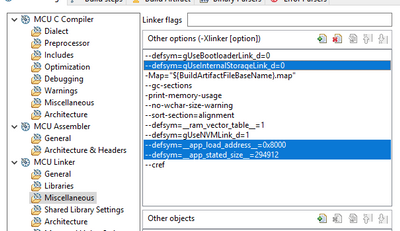 Build steps
Build Artifact
Binary Parsers
Error Parsers
MCU C Compiler
Dialect
Preprocessor
Includes
Optimization
Debugging
Warnings
Miscellaneous
Architecture
MCU Assembler
General
Architecture & Headers
MCU Linker
General
Libraries
Miscellaneous
Shared Library Settings
Architecture
Linker flags
Other options (-Xlinker [option])
--defsym=gUseBootloaderLink_d=0
--defsym=gUseInternalStorageLink_d=0
-Map="${BuildArtifactFileBaseName}.map"
--gc-sections
-print-memory-usage
--no-wchar-size-warning
--sort-section=alignment
--defsym=__ram_vector_table__=1
--defsym=gUseNVMLink_d=1
--defsym=__app_load_address__=0x8000
--defsym=__app_stated_size__=294912
--cref
Other objects